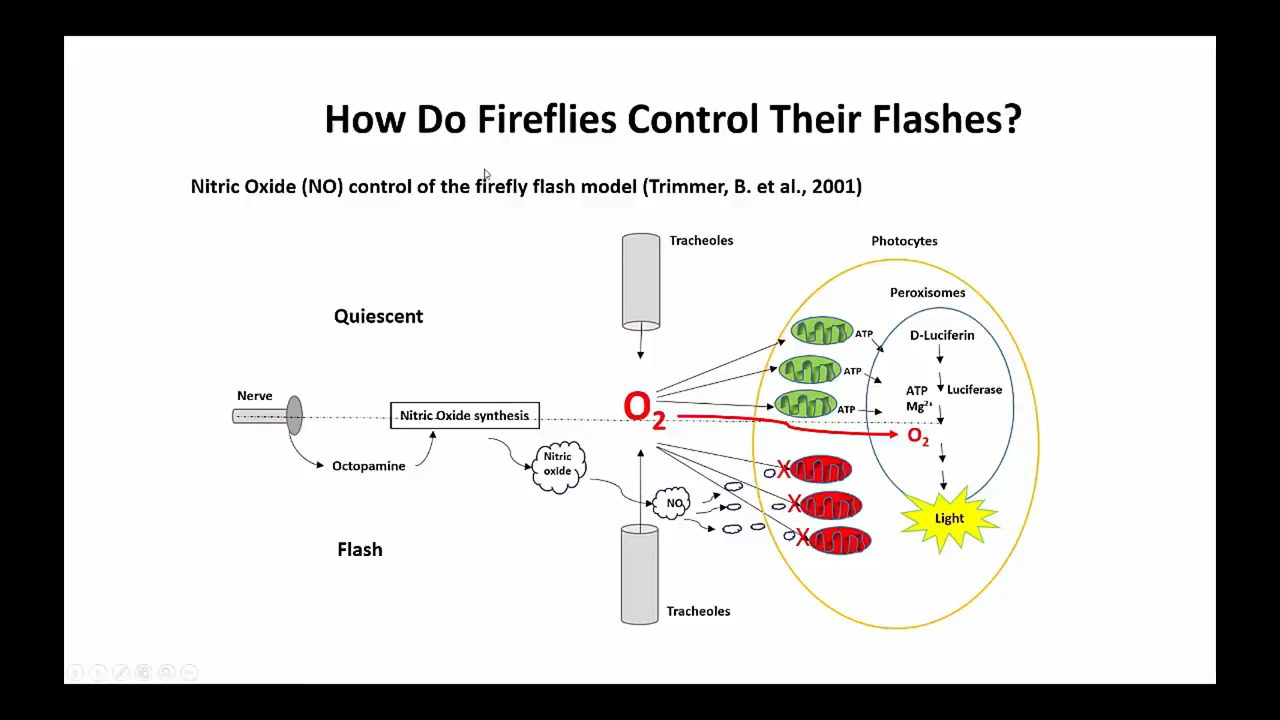 How Do Fireflies Control Their Flashes?
Nitric Oxide (NO) control of the firefly flash model (Trimmer, B. et al., 2001)
Tracheoles
Photocytes
Peroxisomes
Quiescent
ATP
D-Luciferin
ATP
Nerve
ATP
Luciferase
Mg²⁺
ATP
O₂
Nitric Oxide synthesis
O₂
Octopamine
Nitric
oxide
X
X
X
NO
Light
Flash
Tracheoles